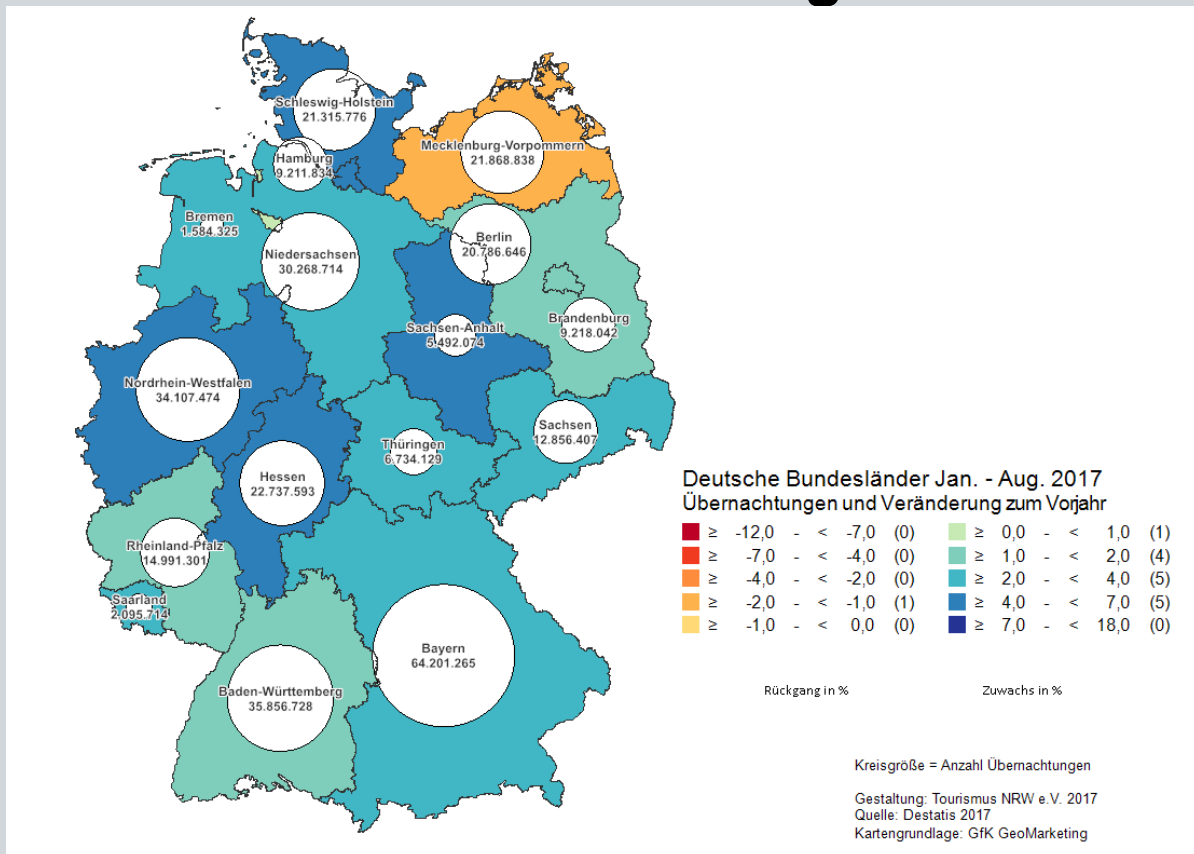 Schleswig-Holstein
21.315.776
Mecklenburg-Vorpommern
21.868.838
Hamburg
9.211.834
Bremen
1.584.325
Niedersachsen
30.268.714
Berlin
20.786.646
Brandenburg
9.218.042
Sachsen-Anhalt
5.492.074
Nordrhein-Westfalen
34.107.474
Sachsen
12.856.407
Thüringen
6.734.129
Hessen
22.737.593
Rheinland-Pfalz
14.991.301
Saarland
2.095.714
Bayern
64.201.265
Baden-Württemberg
35.856.728
Deutsche Bundesländer Jan. - Aug. 2017
Übernachtungen und Veränderung zum Vorjahr
≥ -12,0 - < -7,0 (0)
≥ -7,0 - < -4,0 (0)
≥ -4,0 - < -2,0 (0)
≥ -2,0 - < -1,0 (1)
≥ -1,0 - < 0,0 (0)
≥ 0,0 - < 1,0 (1)
≥ 1,0 - < 2,0 (4)
≥ 2,0 - < 4,0 (5)
≥ 4,0 - < 7,0 (5)
≥ 7,0 - < 18,0 (0)
Rückgang in %
Zuwachs in %
Kreisgröße = Anzahl Übernachtungen
Gestaltung: Tourismus NRW e.V. 2017
Quelle: Destatis 2017
Kartengrundlage: GfK GeoMarketing